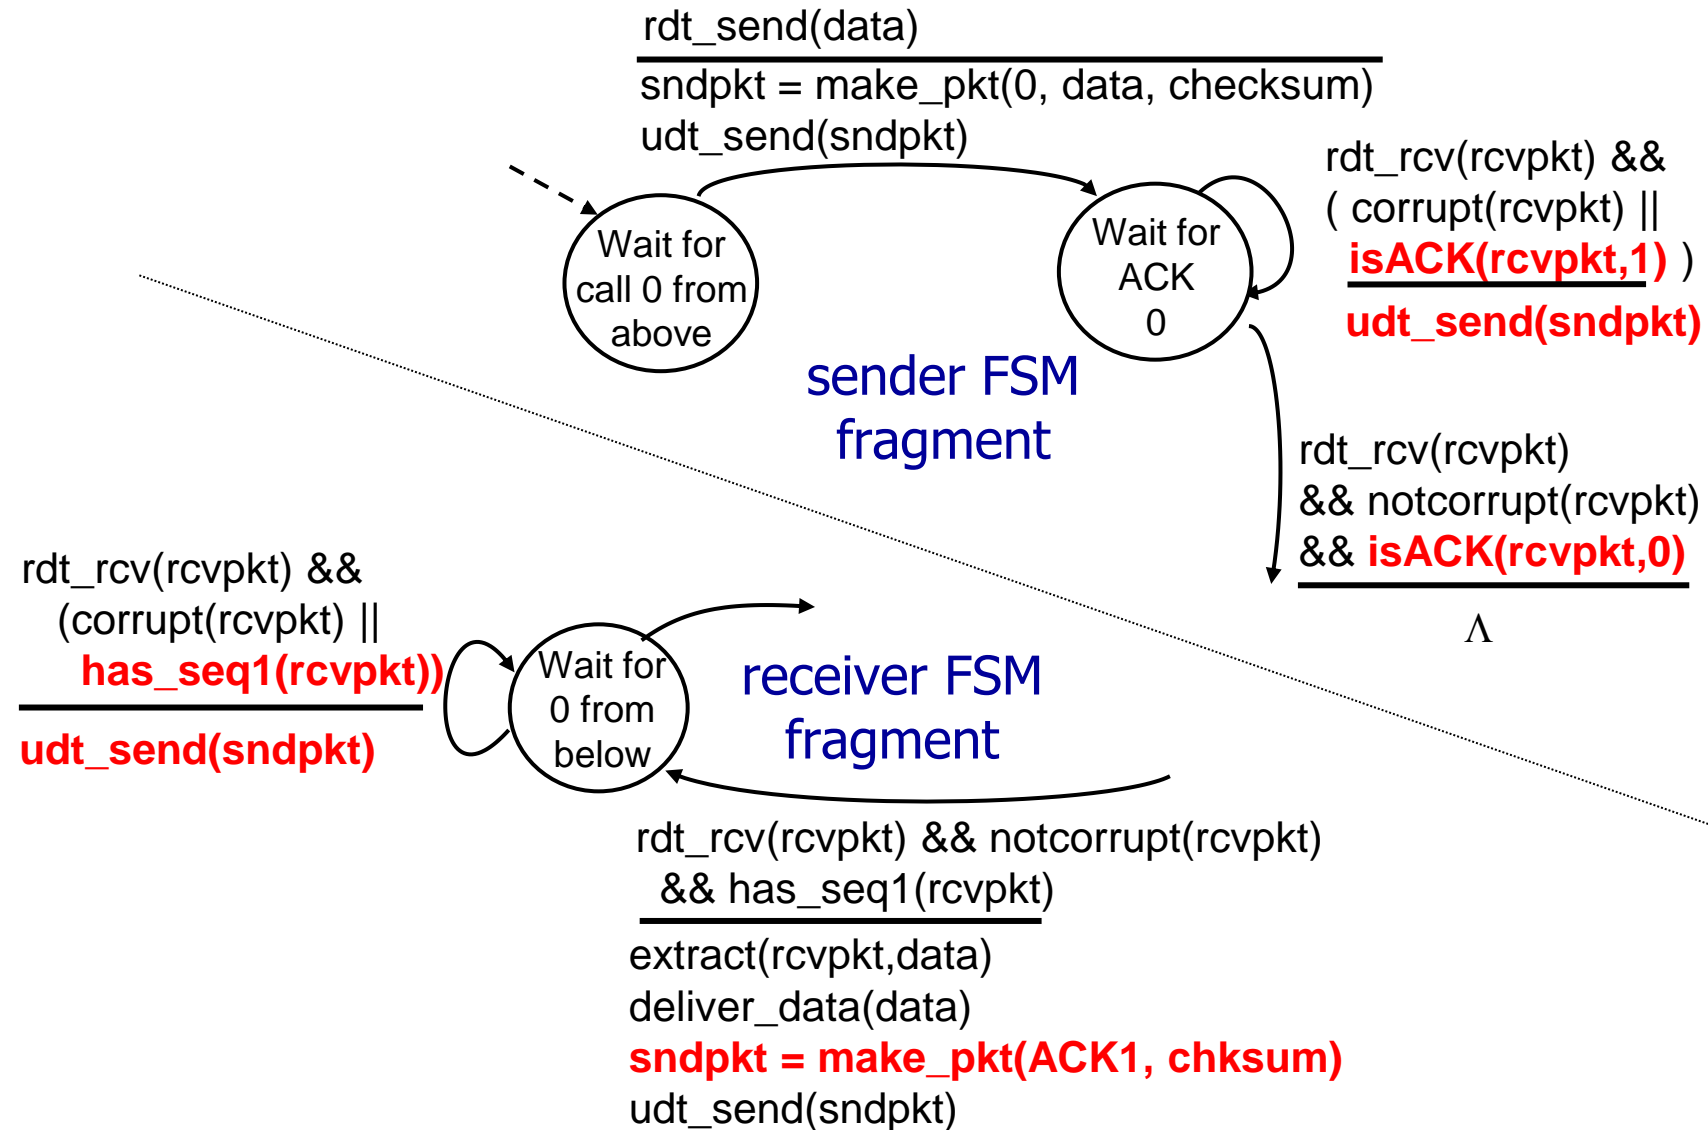 rdt_send(data)
sndpkt = make_pkt(0, data, checksum)
udt_send(sndpkt)
rdt_rcv(rcvpkt) &&
( corrupt(rcvpkt) ||
isACK(rcvpkt,1) )
udt_send(sndpkt)
Wait for
call 0 from
above
Wait for
ACK
0
sender FSM
fragment
rdt_rcv(rcvpkt)
&& notcorrupt(rcvpkt)
&& isACK(rcvpkt,0)
Λ
rdt_rcv(rcvpkt) &&
(corrupt(rcvpkt) ||
has_seq1(rcvpkt))
udt_send(sndpkt)
Wait for
0 from
below
receiver FSM
fragment
rdt_rcv(rcvpkt) && notcorrupt(rcvpkt)
&& has_seq1(rcvpkt)
extract(rcvpkt,data)
deliver_data(data)
sndpkt = make_pkt(ACK1, chksum)
udt_send(sndpkt)